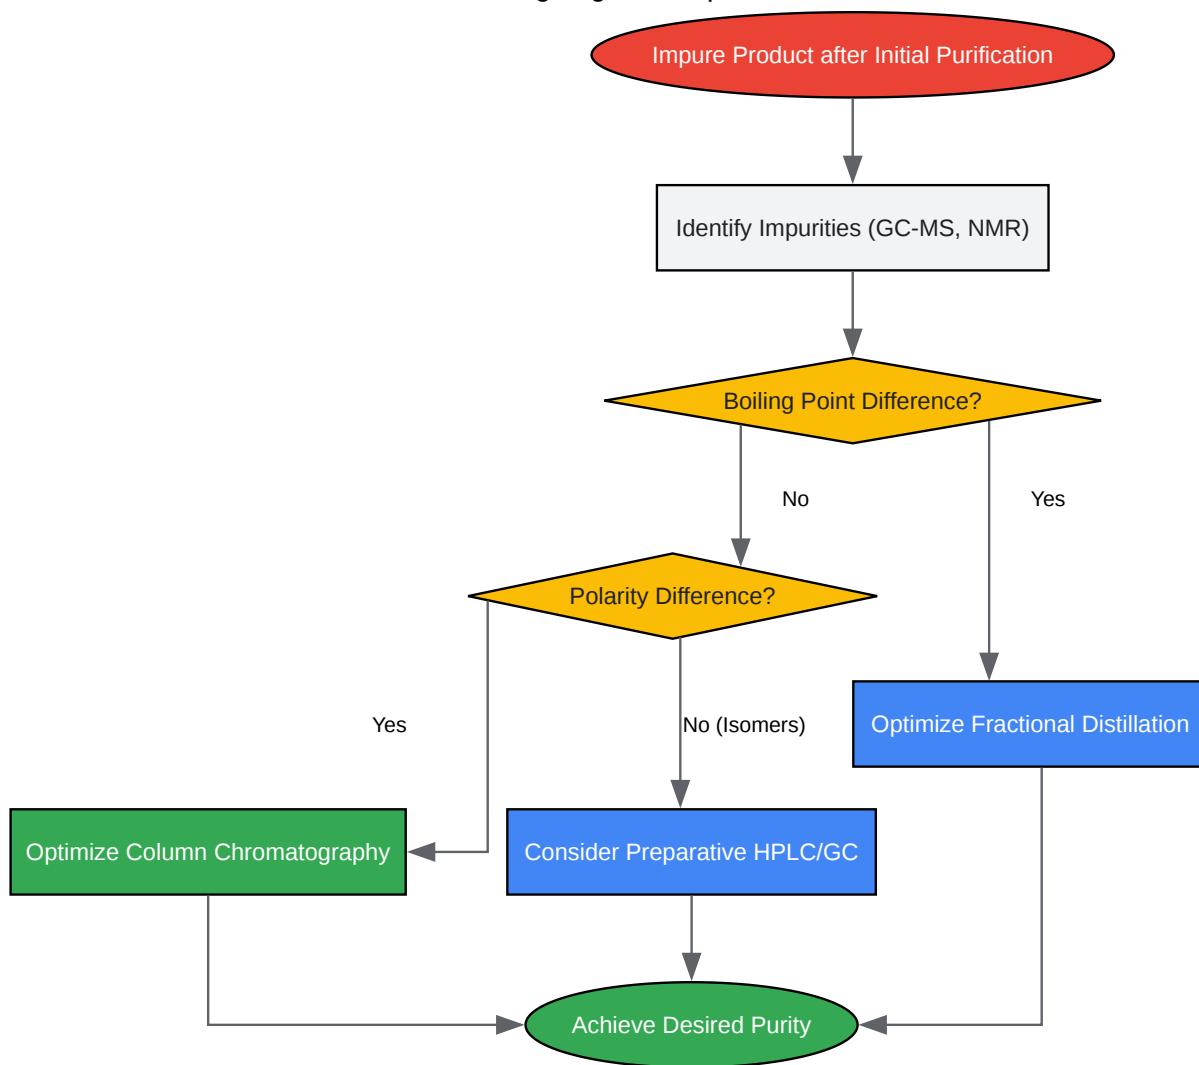 Impure Product after Initial Purification
Identify Impurities (GC-MS, NMR)
Boiling Point Difference?
No
Yes
Polarity Difference?
Yes
No (Isomers)
Optimize Fractional Distillation
Optimize Column Chromatography
Consider Preparative HPLC/GC
Achieve Desired Purity